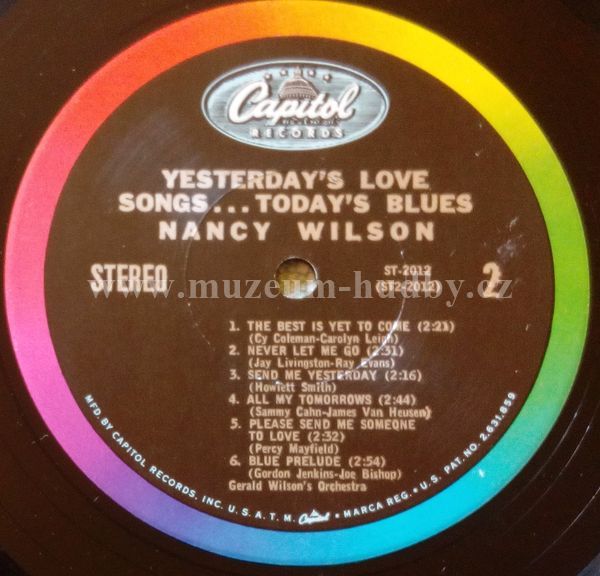 Capitol
RECORDS
YESTERDAY'S LOVE
SONGS...TODAY'S BLUES
NANCY WILSON
STEREO
ST-2012
(ST2-2012)
2
www.muzeum-hudby.cz
1. THE BEST IS YET TO COME (2:21)
(Cy Coleman-Carolyn Leigh)
2. NEVER LET ME GO (2:31)
(Jay Livingston-Ray Evans)
3. SEND ME YESTERDAY (2:16)
(Howlett Smith)
4. ALL MY TOMORROWS (2:44)
(Sammy Cahn-James Van Heusen)
5. PLEASE SEND ME SOMEONE
TO LOVE (2:32)
(Percy Mayfield)
6. BLUE PRELUDE (2:54)
(Gordon Jenkins-Joe Bishop)
Gerald Wilson's Orchestra
MFD. BY CAPITOL RECORDS, INC. U.S.A. T.M. Capitol • MARCA REG. • U.S. PAT. NO. 2,631,859